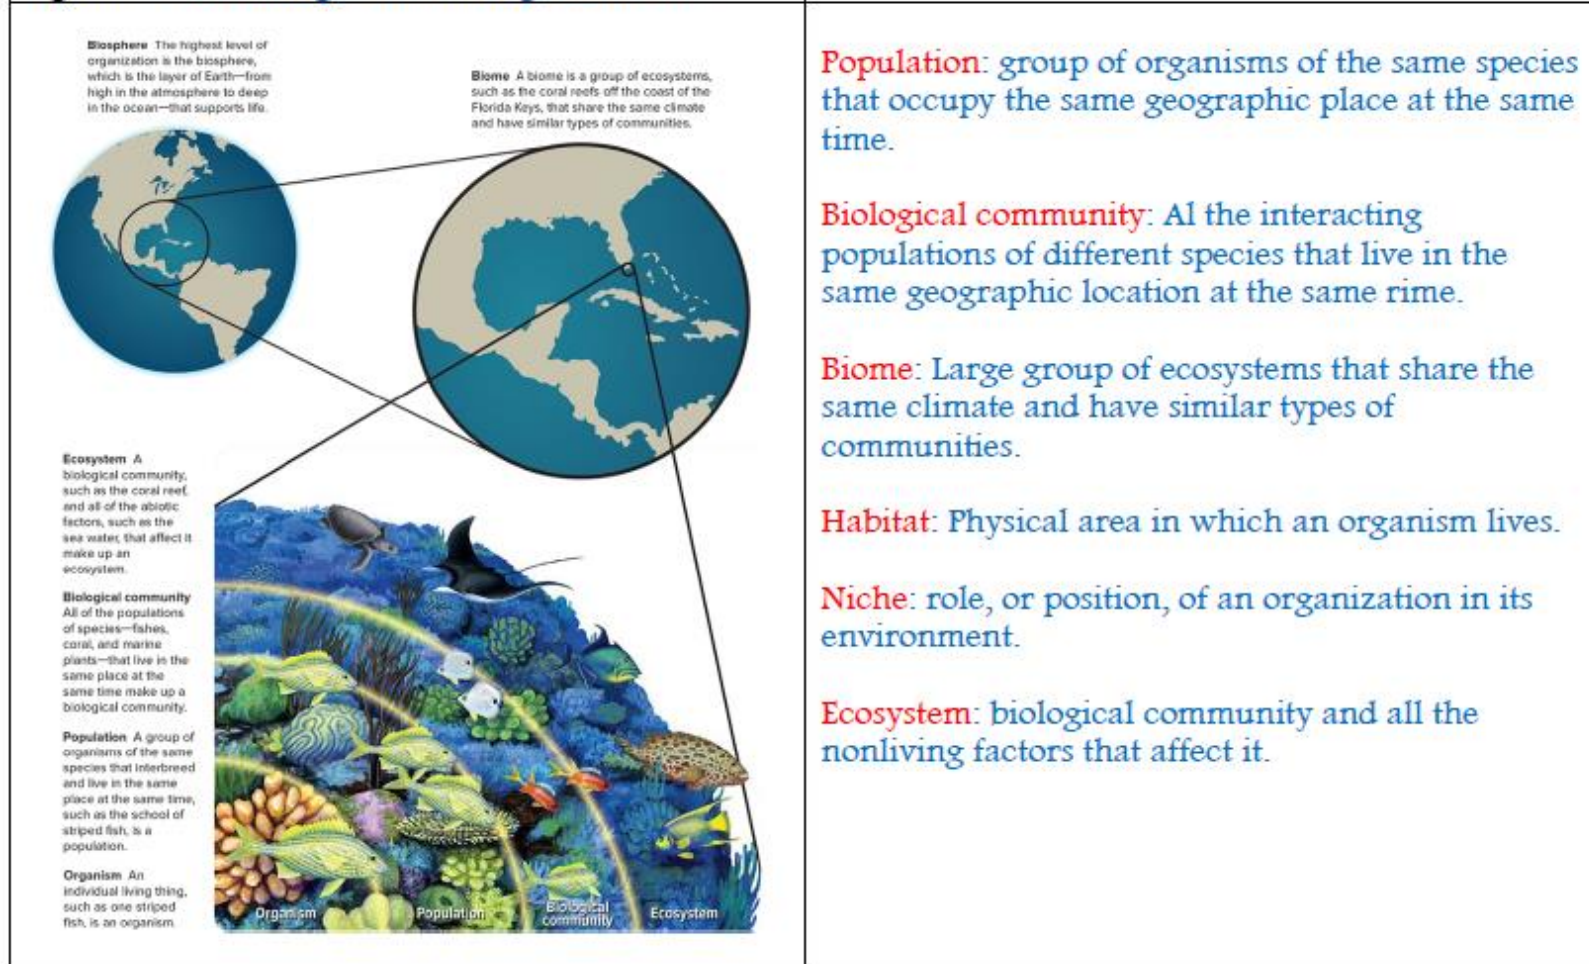 Biosphere The highest level of
organization is the biosphere,
which is the layer of Earth—from
high in the atmosphere to deep
in the ocean—that supports life.
Biome A biome is a group of ecosystems,
such as the coral reefs off the coast of the
Florida Keys, that share the same climate
and have similar types of communities.
Ecosystem A
biological community,
such as the coral reef,
and all of the abiotic
factors, such as the
sea water, that affect it
make up an
ecosystem.
Biological community
All of the populations
of species—fishes,
coral, and marine
plants—that live in the
same place at the
same time make up a
biological community.
Population A group of
organisms of the same
species that interbreed
and live in the same
place at the same time,
such as the school of
striped fish, is a
population.
Organism An
individual living thing,
such as one striped
fish, is an organism.
Organism
Population
Biological
community
Ecosystem
Population: group of organisms of the same species
that occupy the same geographic place at the same
time.
Biological community: Al the interacting
populations of different species that live in the
same geographic location at the same rime.
Biome: Large group of ecosystems that share the
same climate and have similar types of
communities.
Habitat: Physical area in which an organism lives.
Niche: role, or position, of an organization in its
environment.
Ecosystem: biological community and all the
nonliving factors that affect it.